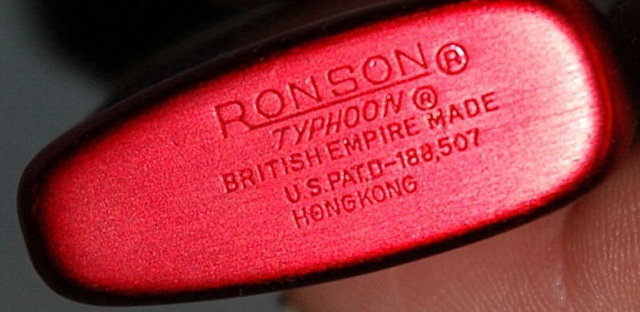 RONSON®
TYPHOON®
BRITISH EMPIRE MADE
U.S.PAT.D-188,507
HONGKONG